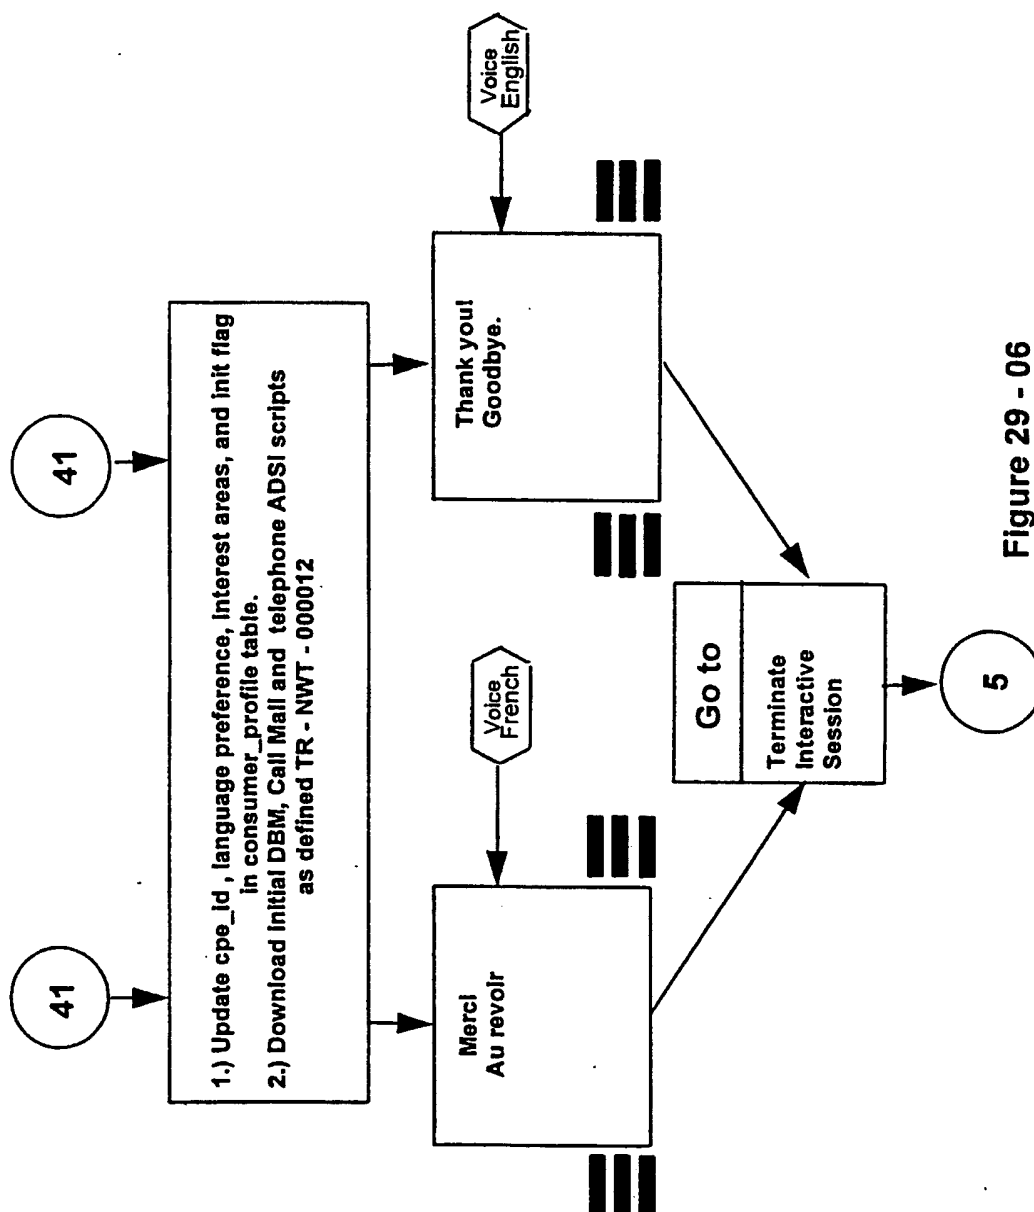 41
41
1.) Update cpe_id , language preference, Interest areas, and init flag
in consumer_profile table.
2.) Download Initial DBM, Call Mall and telephone ADSI scripts
as defined TR - NWT - 000012
Merci
Au revoir
Voice
French
Thank you!
Goodbye.
Voice
English
Go to
Terminate
Interactive
Session
5
Figure 29 - 06